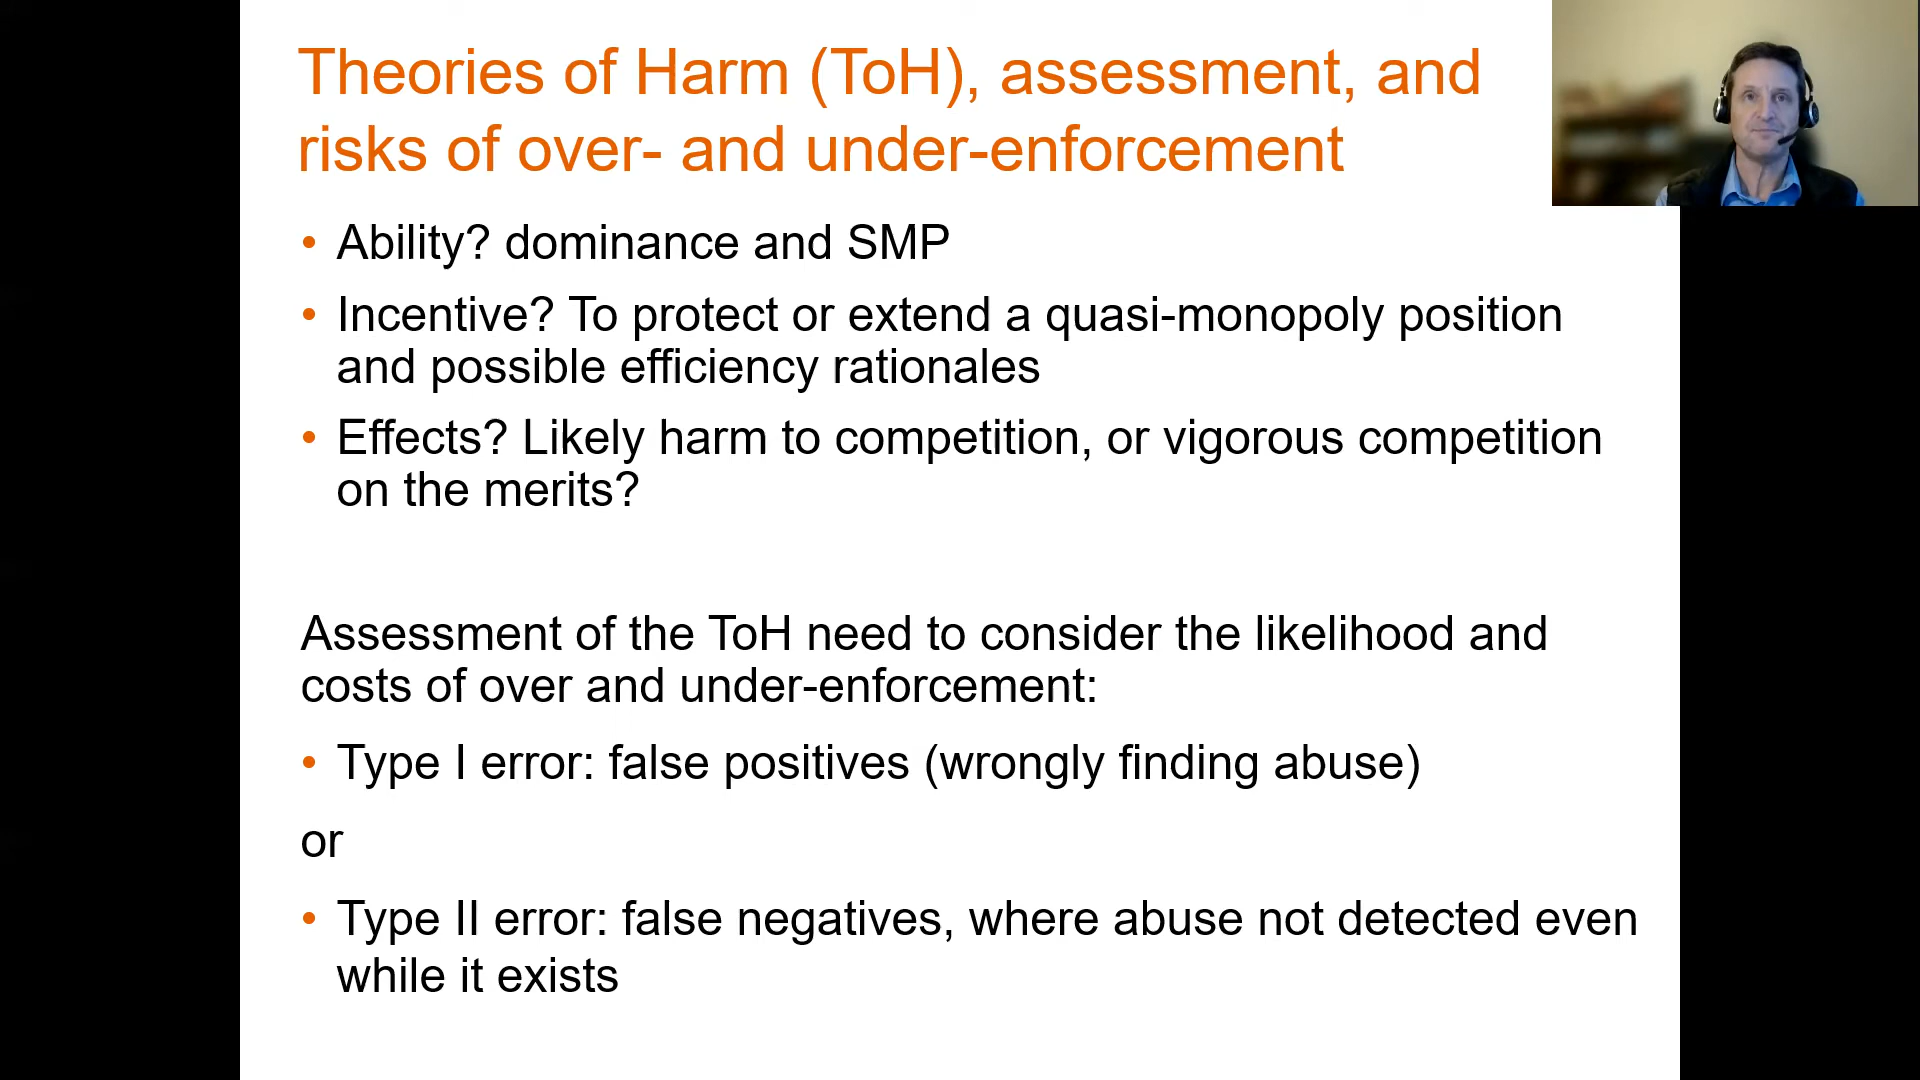 Theories of Harm (ToH), assessment, and
risks of over- and under-enforcement
• Ability? dominance and SMP
• Incentive? To protect or extend a quasi-monopoly position
and possible efficiency rationales
• Effects? Likely harm to competition, or vigorous competition
on the merits?
Assessment of the ToH need to consider the likelihood and
costs of over and under-enforcement:
• Type I error: false positives (wrongly finding abuse)
or
• Type II error: false negatives, where abuse not detected even
while it exists